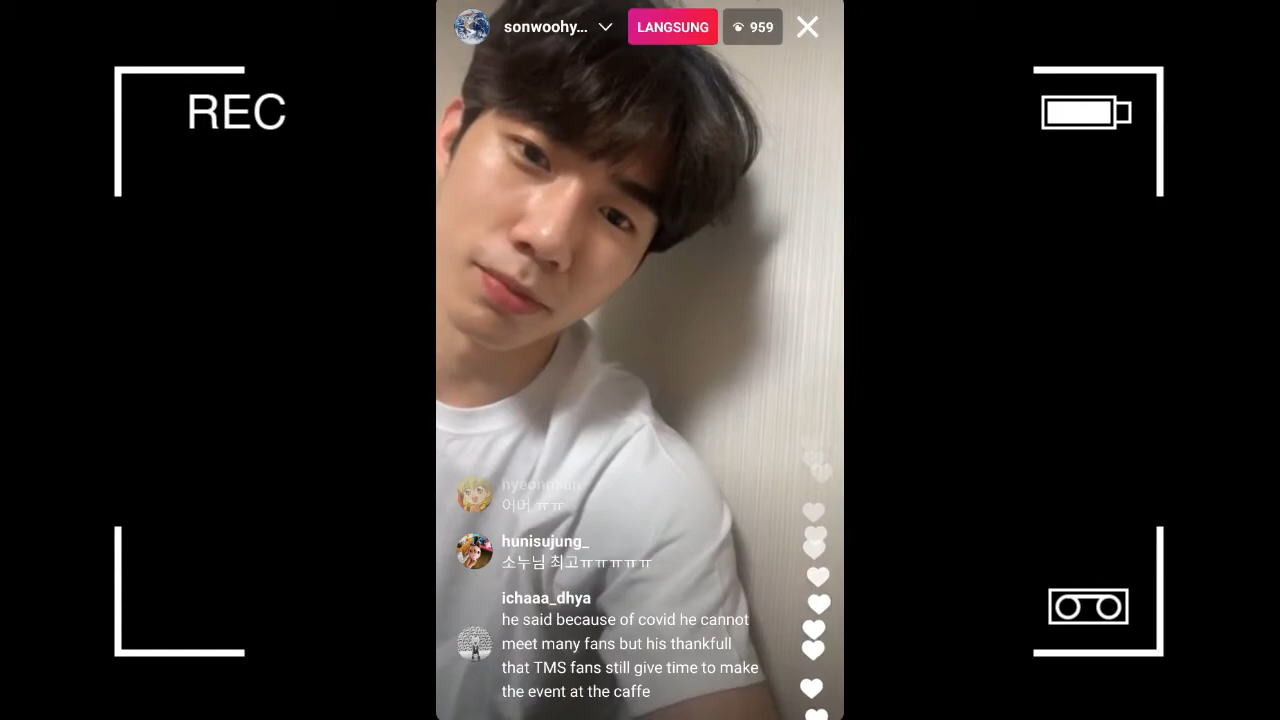 sonwoohy...
LANGSUNG
959
REC
hyeonmsun
어머 ㅠㅠ
hunisujung_
소누님 최고ㅠㅠㅠㅠㅠ
ichaaa_dhya
he said because of covid he cannot
meet many fans but his thankfull
that TMS fans still give time to make
the event at the caffe